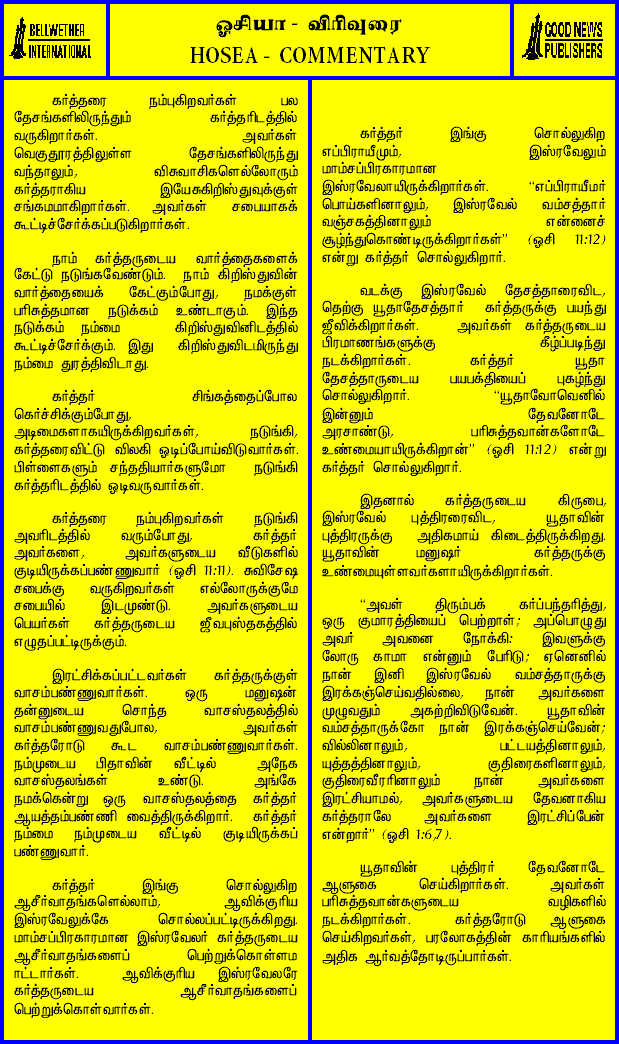 BELLWETHER
INTERNATIONAL
ஓசியா - விரிவுரை
HOSEA - COMMENTARY
GOOD NEWS
PUBLISHERS
கர்த்தரை நம்புகிறவர்கள் பல
தேசங்களிலிருந்தும் கர்த்தரிடத்தில்
வருகிறார்கள். அவர்கள்
வெகுதூரத்திலுள்ள தேசங்களிலிருந்து
வந்தாலும், விசுவாசிகளெல்லோரும்
கர்த்தராகிய இயேசுகிறிஸ்துவுக்குள்
சங்கமமாகிறார்கள். அவர்கள் சபையாகக்
கூட்டிச்சேர்க்கப்படுகிறார்கள்.
நாம் கர்த்தருடைய வார்த்தைகளைக்
கேட்டு நடுங்கவேண்டும். நாம் கிறிஸ்துவின்
வார்த்தையைக் கேட்கும்போது, நமக்குள்
பரிசுத்தமான நடுக்கம் உண்டாகும். இந்த
நடுக்கம் நம்மை கிறிஸ்துவினிடத்தில்
கூட்டிச்சேர்க்கும். இது கிறிஸ்துவிடமிருந்து
நம்மை துரத்திவிடாது.
கர்த்தர் சிங்கத்தைப்போல
கெர்ச்சிக்கும்போது,
அடிமைகளாகயிருக்கிறவர்கள், நடுங்கி,
கர்த்தரைவிட்டு விலகி ஓடிப்போய்விடுவார்கள்.
பிள்ளைகளும் சந்ததியார்களுமோ நடுங்கி
கர்த்தரிடத்தில் ஓடிவருவார்கள்.
கர்த்தரை நம்புகிறவர்கள் நடுங்கி
அவரிடத்தில் வரும்போது, கர்த்தர்
அவர்களை, அவர்களுடைய வீடுகளில்
குடியிருக்கப்பண்ணுவார் (ஓசி 11:11). சுவிசேஷ
சபைக்கு வருகிறவர்கள் எல்லோருக்குமே
சபையில் இடமுண்டு. அவர்களுடைய
பெயர்கள் கர்த்தருடைய ஜீவபுஸ்தகத்தில்
எழுதப்பட்டிருக்கும்.
இரட்சிக்கப்பட்டவர்கள் கர்த்தருக்குள்
வாசம்பண்ணுவார்கள். ஒரு மனுஷன்
தன்னுடைய சொந்த வாசஸ்தலத்தில்
வாசம்பண்ணுவதுபோல, அவர்கள்
கர்த்தரோடு கூட வாசம்பண்ணுவார்கள்.
நம்முடைய பிதாவின் வீட்டில் அநேக
வாசஸ்தலங்கள் உண்டு. அங்கே
நமக்கென்று ஒரு வாசஸ்தலத்தை கர்த்தர்
ஆயத்தம்பண்ணி வைத்திருக்கிறார். கர்த்தர்
நம்மை நம்முடைய வீட்டில் குடியிருக்கப்
பண்ணுவார்.
கர்த்தர் இங்கு சொல்லுகிற
ஆசீர்வாதங்களெல்லாம், ஆவிக்குரிய
இஸ்ரவேலுக்கே சொல்லப்பட்டிருக்கிறது.
மாம்சப்பிரகாரமான இஸ்ரவேலர் கர்த்தருடைய
ஆசீர்வாதங்களைப் பெற்றுக்கொள்ளம
ாட்டார்கள். ஆவிக்குரிய இஸ்ரவேலரே
கர்த்தருடைய ஆசீர்வாதங்களைப்
பெற்றுக்கொள்வார்கள்.
கர்த்தர் இங்கு சொல்லுகிற
எப்பிராயீமும், இஸ்ரவேலும்
மாம்சப்பிரகாரமான
இஸ்ரவேலாயிருக்கிறார்கள். "எப்பிராயீமர்
பொய்களினாலும், இஸ்ரவேல் வம்சத்தார்
வஞ்சகத்தினாலும் என்னைச்
சூழ்ந்துகொண்டிருக்கிறார்கள்" (ஓசி 11:12)
என்று கர்த்தர் சொல்லுகிறார்.
வடக்கு இஸ்ரவேல் தேசத்தாரைவிட,
தெற்கு யூதாதேசத்தார் கர்த்தருக்கு பயந்து
ஜீவிக்கிறார்கள். அவர்கள் கர்த்தருடைய
பிரமாணங்களுக்கு கீழ்ப்படிந்து
நடக்கிறார்கள். கர்த்தர் யூதா
தேசத்தாருடைய பயபக்தியைப் புகழ்ந்து
சொல்லுகிறார். "யூதாவோவெனில்
இன்னும் தேவனோடே
அரசாண்டு, பரிசுத்தவான்களோடே
உண்மையாயிருக்கிறான்" (ஓசி 11:12) என்று
கர்த்தர் சொல்லுகிறார்.
இதனால் கர்த்தருடைய கிருபை,
இஸ்ரவேல் புத்திரரைவிட, யூதாவின்
புத்திரருக்கு அதிகமாய் கிடைத்திருக்கிறது.
யூதாவின் மனுஷர் கர்த்தருக்கு
உண்மையுள்ளவர்களாயிருக்கிறார்கள்.
"அவள் திரும்பக் கர்ப்பந்தரித்து,
ஒரு குமாரத்தியைப் பெற்றாள்; அப்பொழுது
அவர் அவனை நோக்கி: இவளுக்கு
லோரு காமா என்னும் பேரிடு; ஏனெனில்
நான் இனி இஸ்ரவேல் வம்சத்தாருக்கு
இரக்கஞ்செய்வதில்லை, நான் அவர்களை
முழுவதும் அகற்றிவிடுவேன். யூதாவின்
வம்சத்தாருக்கோ நான் இரக்கஞ்செய்வேன்;
வில்லினாலும், பட்டயத்தினாலும்,
யுத்தத்தினாலும், குதிரைகளினாலும்,
குதிரைவீரரினாலும் நான் அவர்களை
இரட்சியாமல், அவர்களுடைய தேவனாகிய
கர்த்தராலே அவர்களை இரட்சிப்பேன்
என்றார்" (ஓசி 1:6,7).
யூதாவின் புத்திரர் தேவனோடே
ஆளுகை செய்கிறார்கள். அவர்கள்
பரிசுத்தவான்களுடைய வழிகளில்
நடக்கிறார்கள். கர்த்தரோடு ஆளுகை
செய்கிறவர்கள், பரலோகத்தின் காரியங்களில்
அதிக ஆர்வத்தோடிருப்பார்கள்.